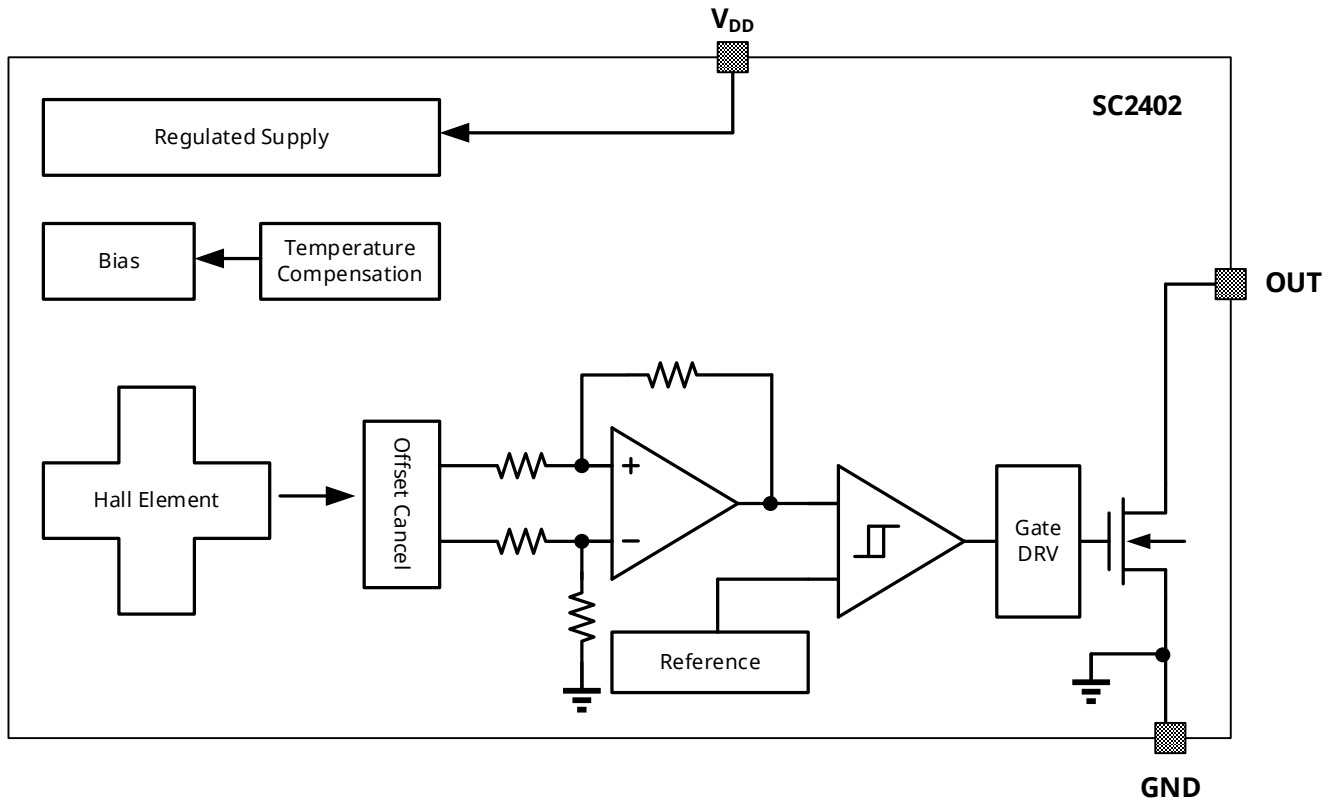 VDD
SC2402
Regulated Supply
Bias
Temperature
Compensation
OUT
Hall Element
Offset Cancel
+
−
Gate
DRV
Reference
GND